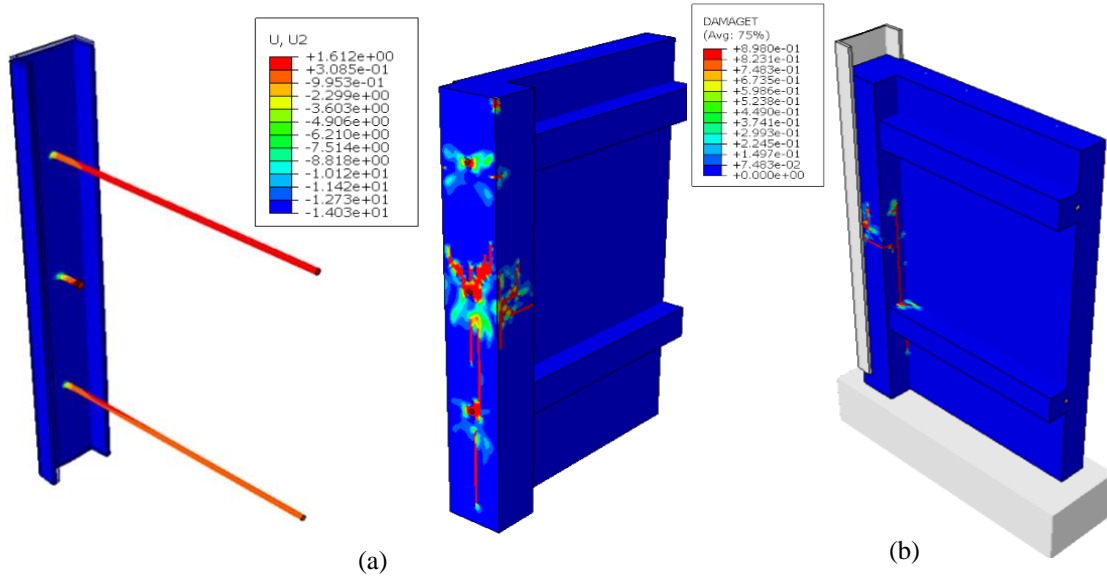 U, U2
+1.612e+00
+3.085e-01
-9.953e-01
-2.299e+00
-3.603e+00
-4.906e+00
-6.210e+00
-7.514e+00
-8.818e+00
-1.012e+01
-1.142e+01
-1.273e+01
-1.403e+01
DAMAGET
(Avg: 75%)
+8.980e-01
+8.231e-01
+7.483e-01
+6.735e-01
+5.986e-01
+5.238e-01
+4.490e-01
+3.741e-01
+2.993e-01
+2.245e-01
+1.497e-01
+7.483e-02
+0.000e+00
(a)
(b)